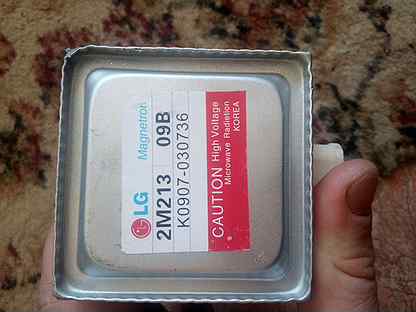 LG Magnetron
2M213 09B
K0907-030736
CAUTION High Voltage
Microwave Radiation
KOREA